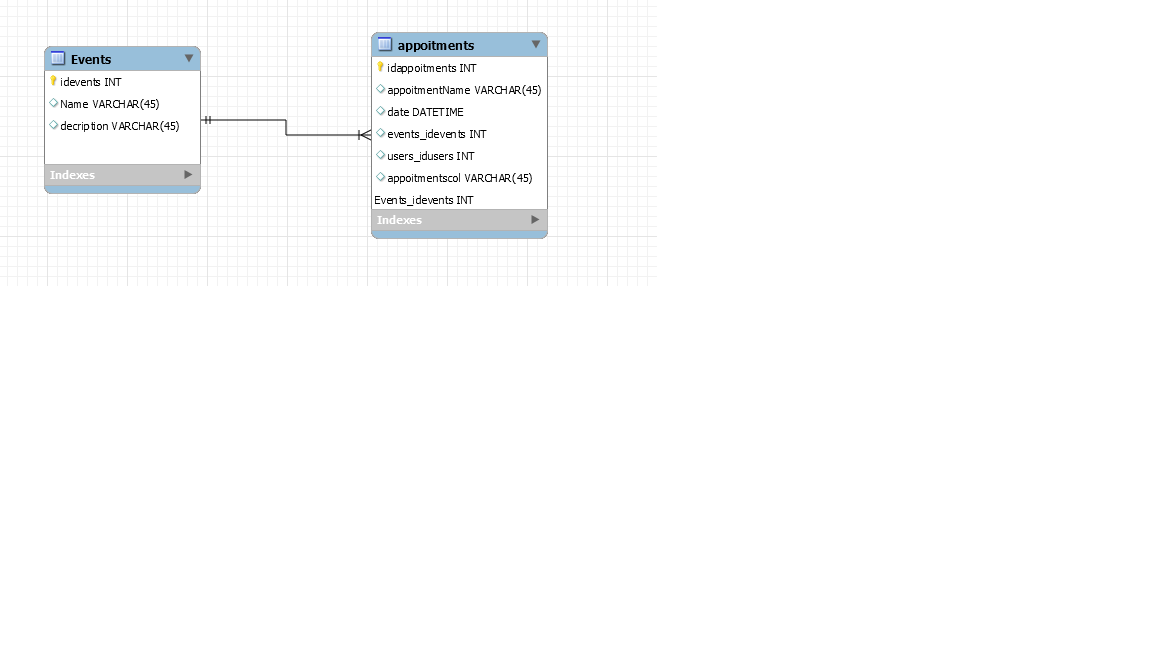 Events
idevents INT
Name VARCHAR(45)
decription VARCHAR(45)
Indexes
appoitments
idappoitments INT
appoitmentName VARCHAR(45)
date DATETIME
events_idevents INT
users_idusers INT
appoitmentscol VARCHAR(45)
Events_idevents INT
Indexes